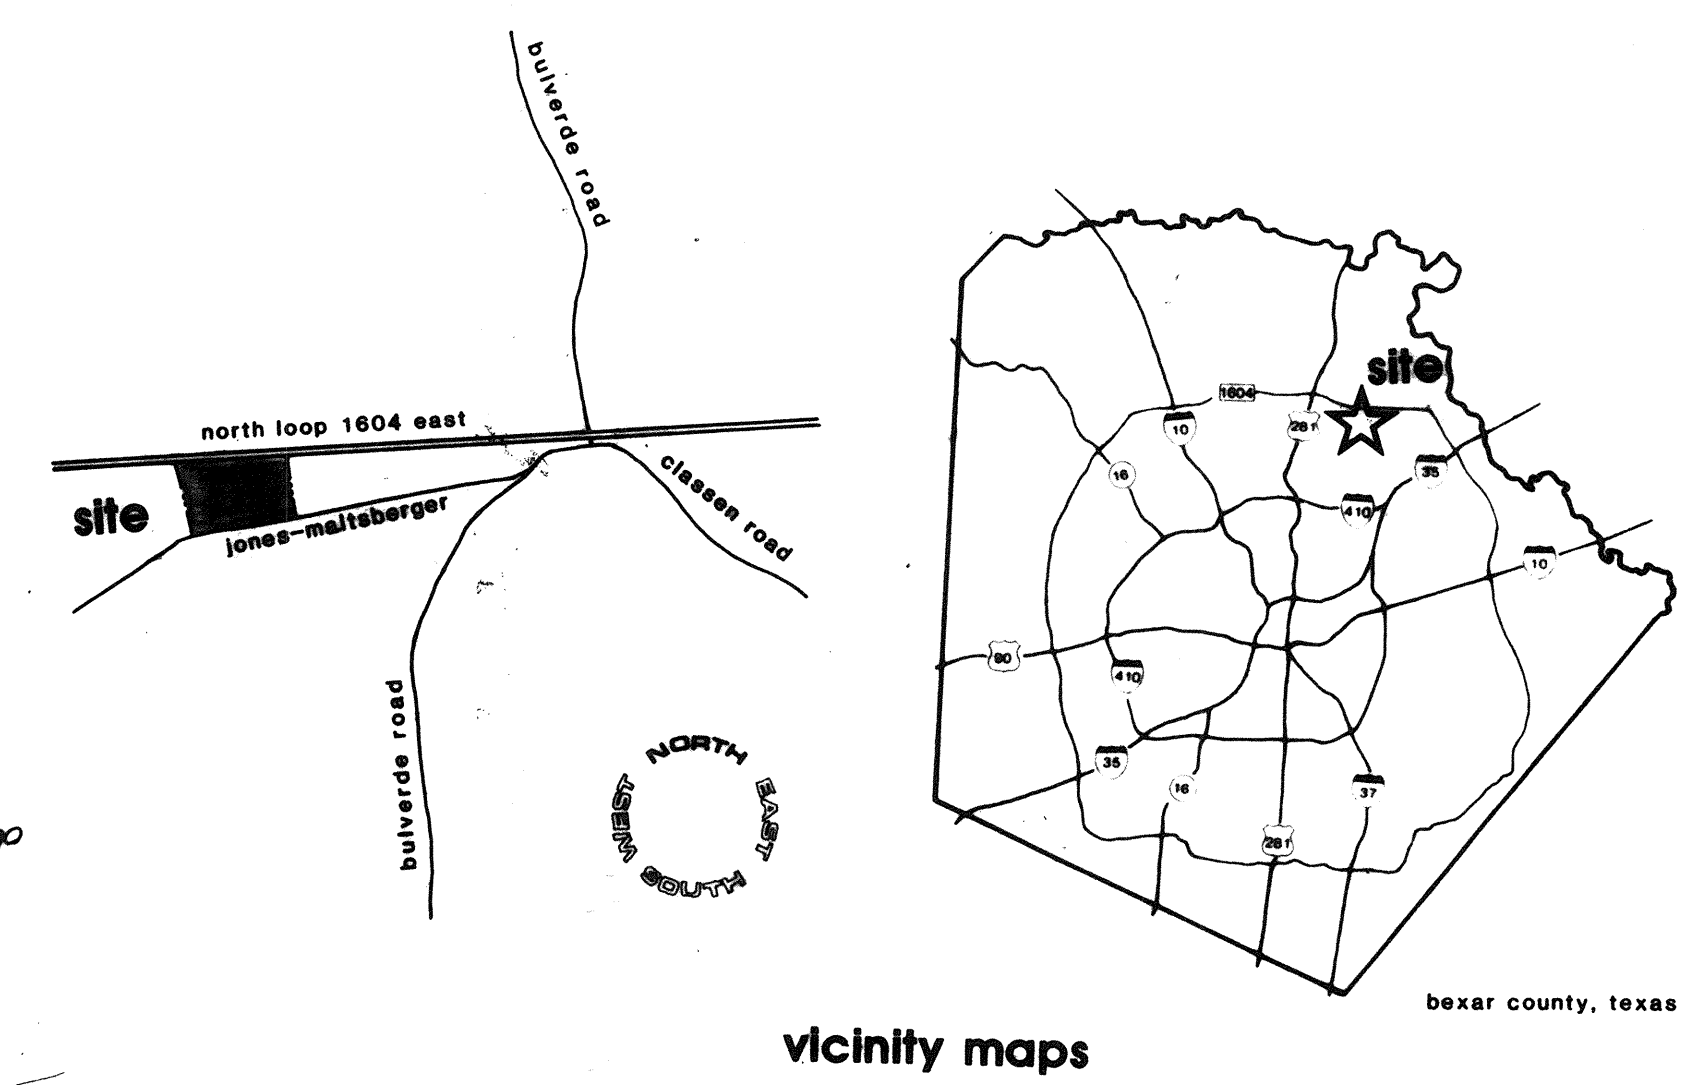 bulverde road
north loop 1604 east
site
jones-maltsberger
classen road
bulverde road
NORTH
EAST
SOUTH
WEST
site
1604
10
281
16
35
410
10
90
410
35
16
37
281
bexar county, texas
vicinity maps